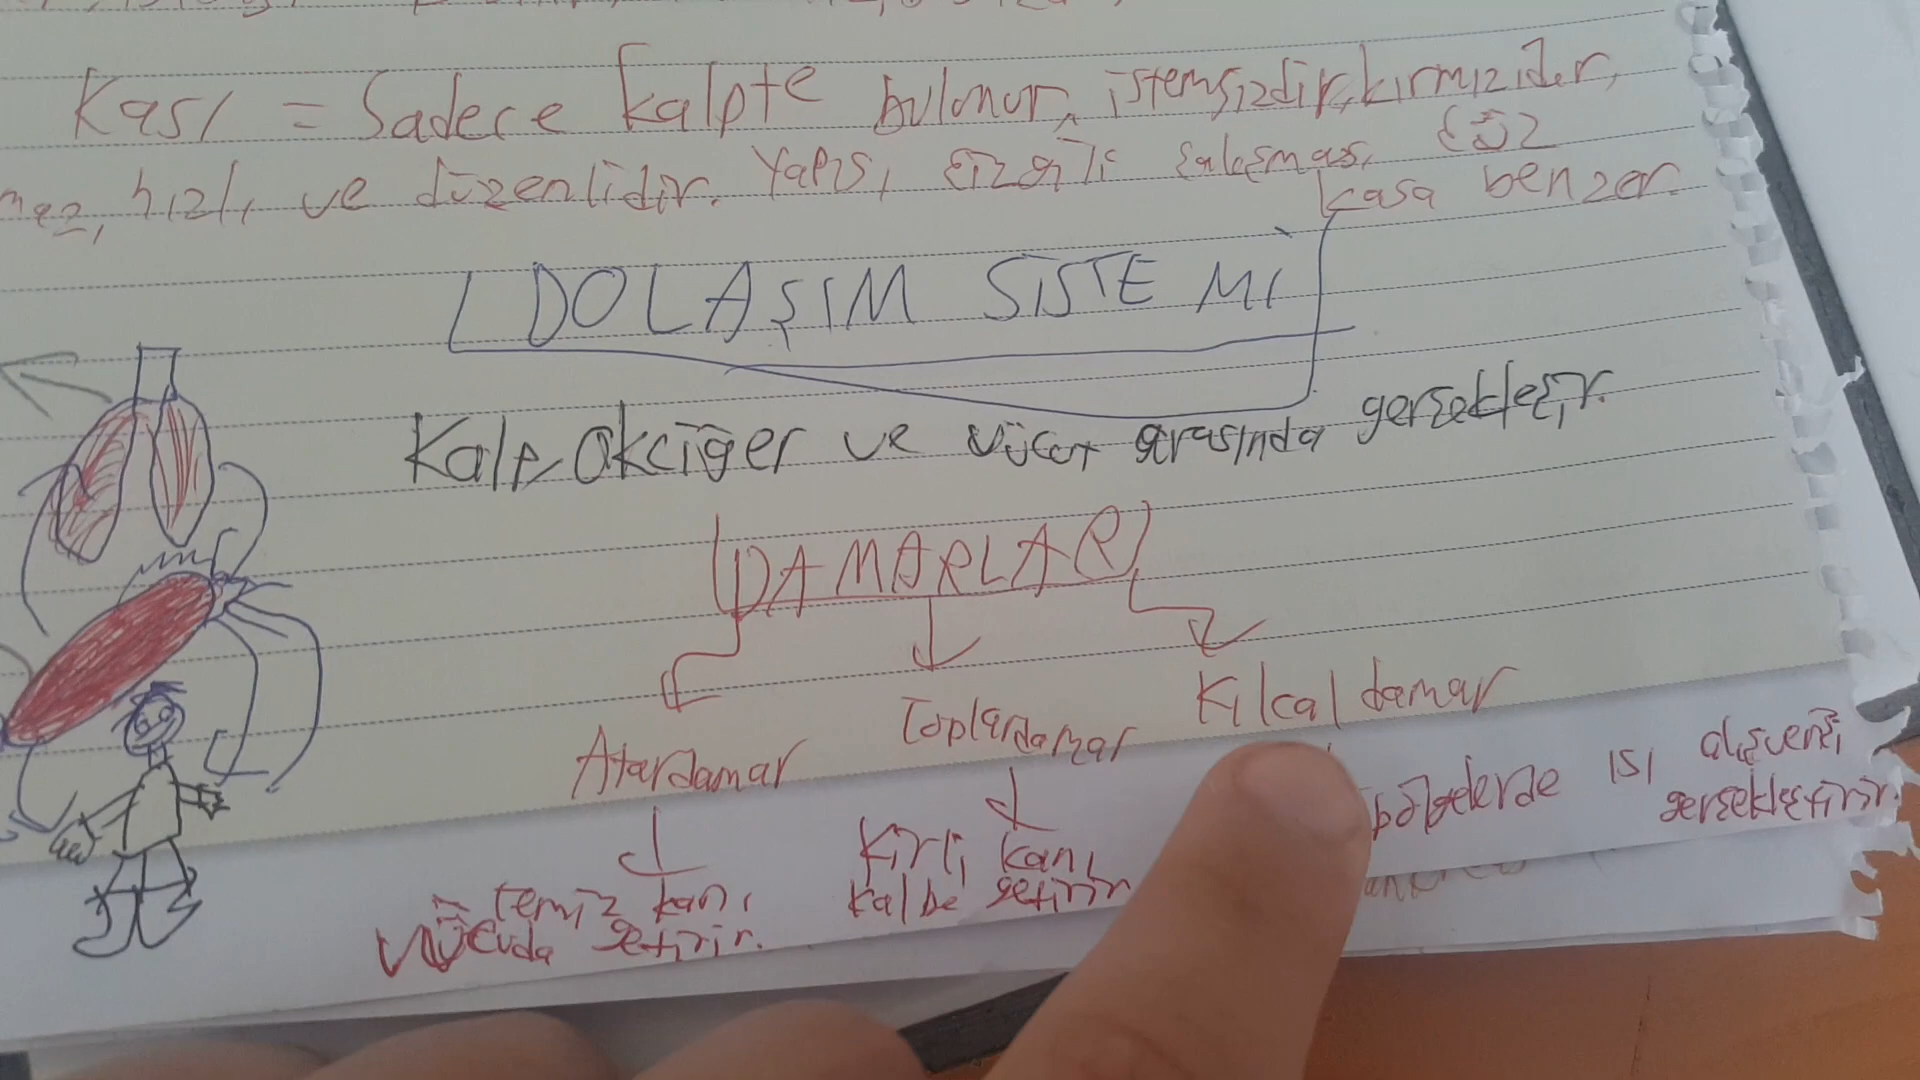 Kası = Sadece kalpte bulunur, istemsizdir, kırmızıdır,
hızlı ve düzenlidir. Yapısı çizgili çalışması düz
kasa benzer.
DOLAŞIM SİSTEMİ
Kalp, Akciğer ve vücut arasında gerçekleşir.
DAMARLAR
Atardamar Toplardamar Kılcal damar
temiz kanı
vücuda getirir.
kirli kanı
kalbe getirir
bölgelerde ısı alışverişi
gerçekleştirir.